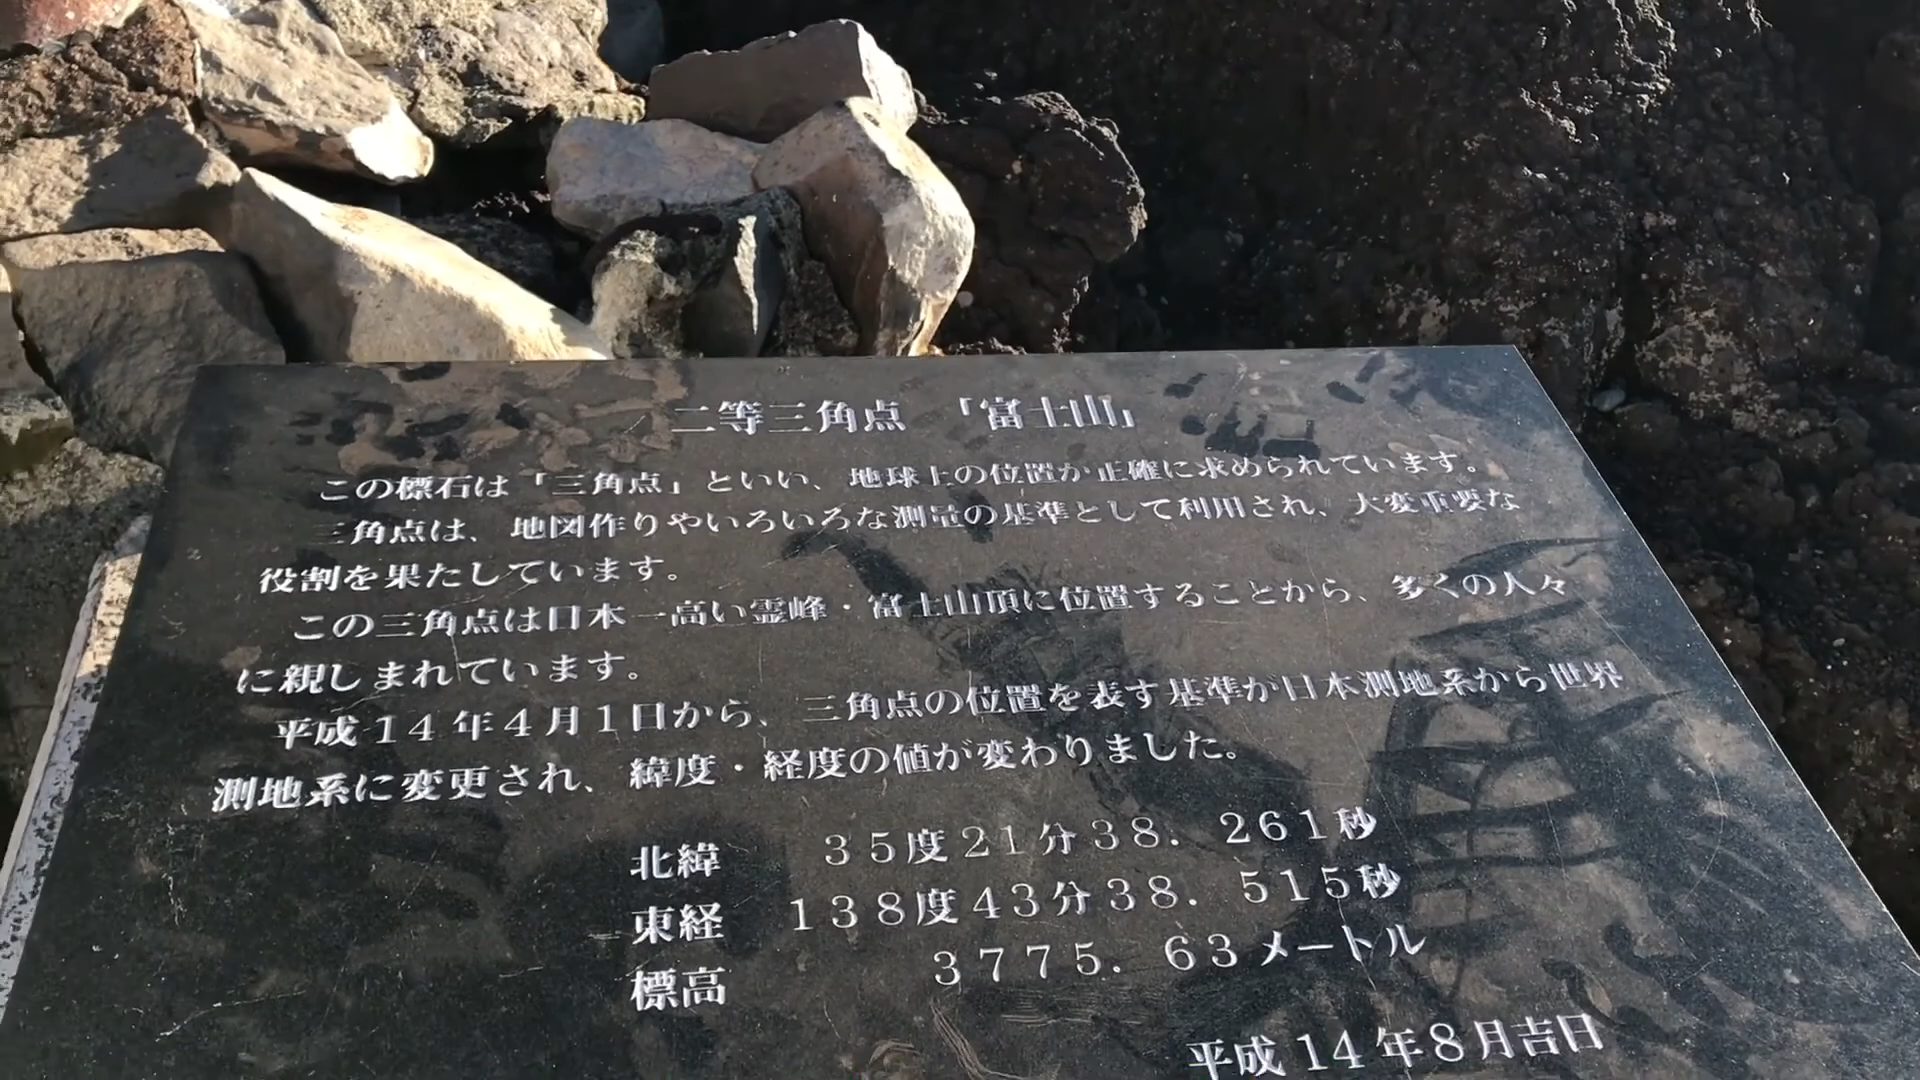 二等三角点 「富士山」
この標石は「三角点」といい、地球上の位置が正確に求められています。
三角点は、地図作りやいろいろな測量の基準として利用され、大変重要な
役割を果たしています。
この三角点は日本一高い霊峰・富士山頂に位置することから、多くの人々
に親しまれています。
平成14年4月1日から、三角点の位置を表す基準が日本測地系から世界
測地系に変更され、緯度・経度の値が変わりました。
北緯 35度21分38.261秒
東経 138度43分38.515秒
標高 3775.63メートル
平成14年8月吉日